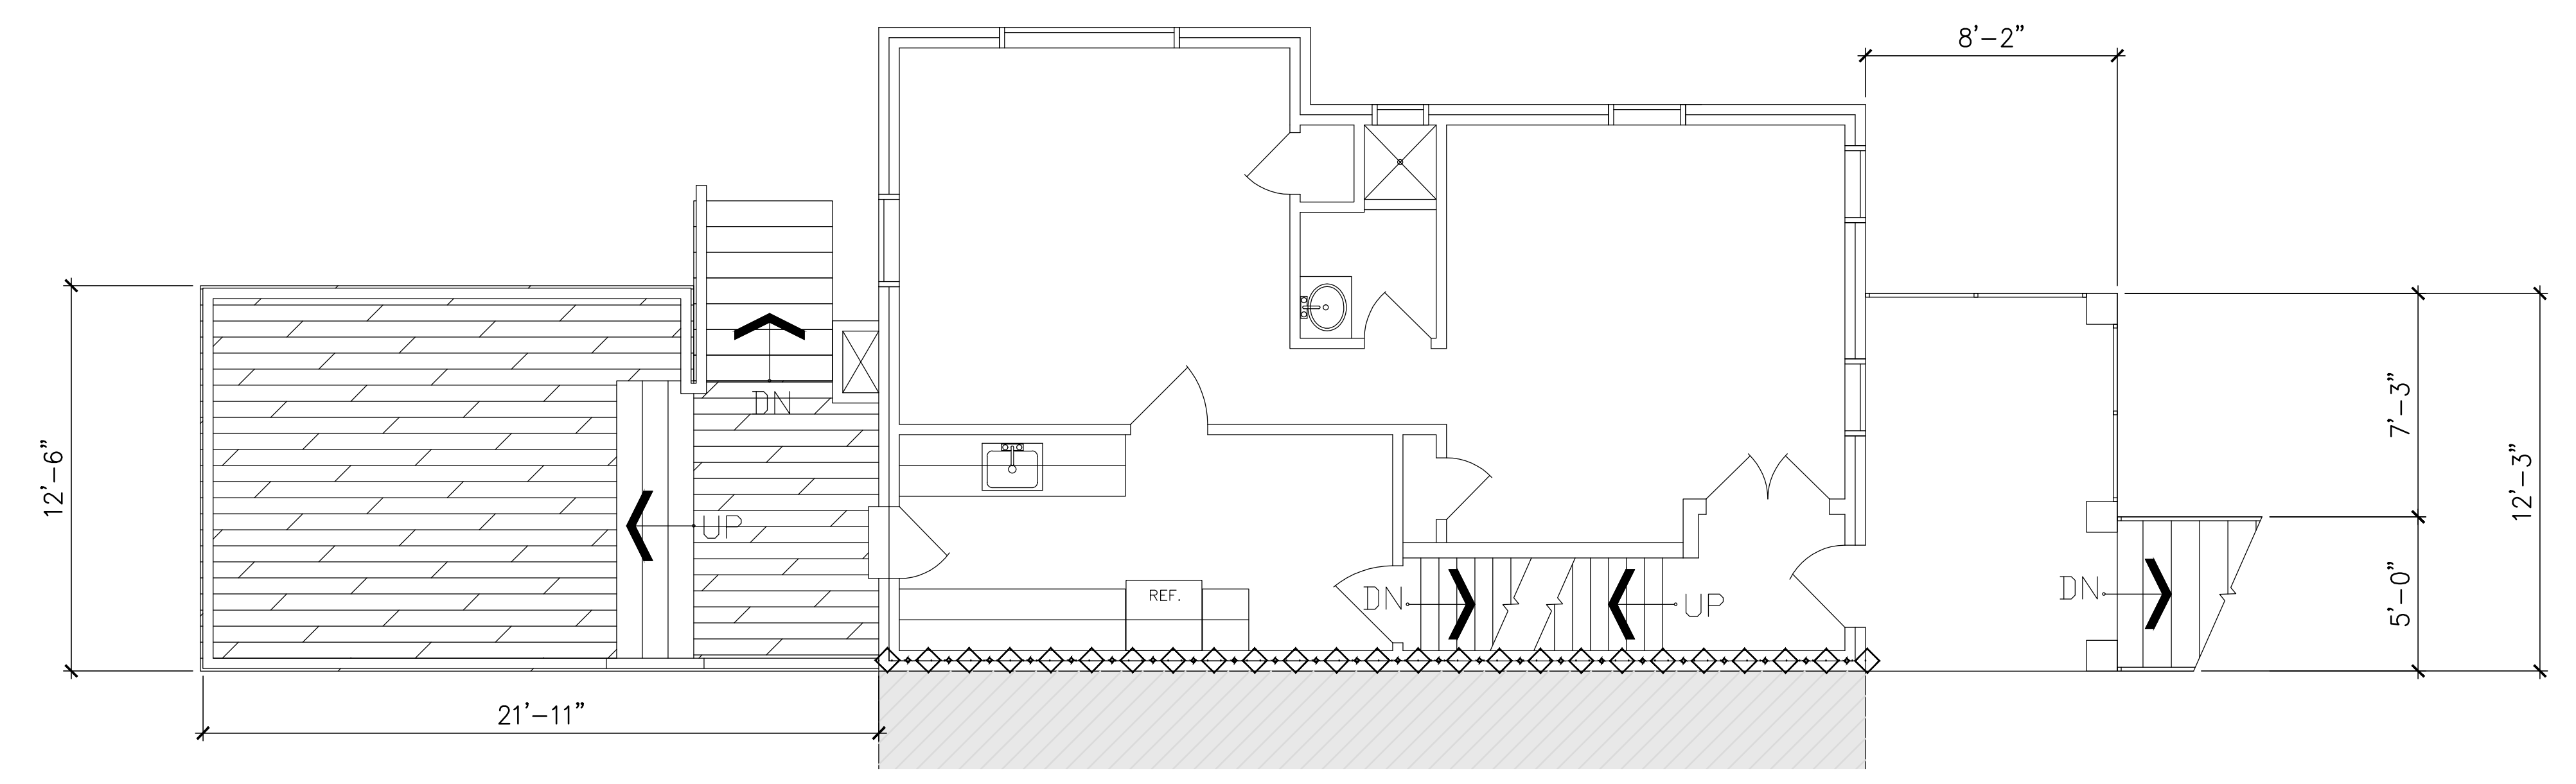 8’-2”
DN
12’-6”
UP
7’-3”
12’-3”
REF.
DN
UP
DN
5’-0”
21’-11”